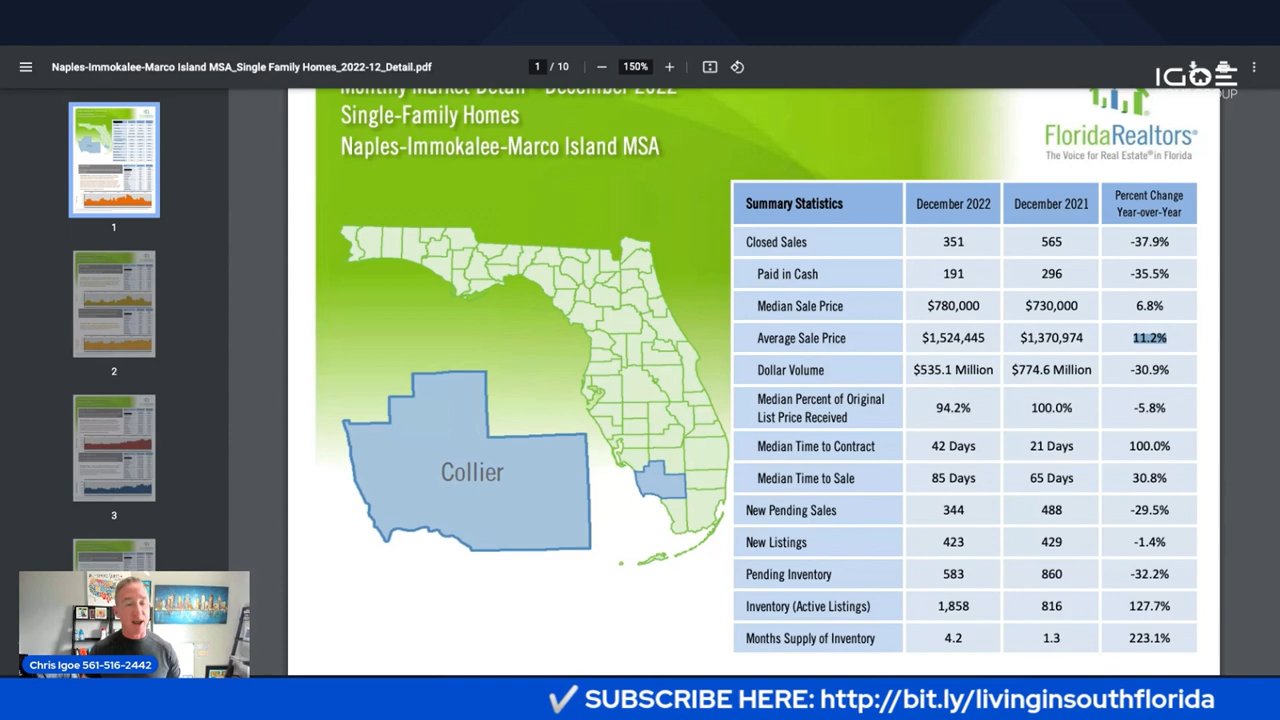 Naples-Immokalee-Marco Island MSA_Single Family Homes_2022-12_Detail.pdf
1 / 10
150%
IGOE
GROUP
Monthly Market Detail - December 2022
Single-Family Homes
Naples-Immokalee-Marco Island MSA
FloridaRealtors®
The Voice for Real Estate® in Florida
Summary Statistics December 2022 December 2021 Percent Change Year-over-Year
Closed Sales 351 565 -37.9%
Paid in Cash 191 296 -35.5%
Median Sale Price $780,000 $730,000 6.8%
Average Sale Price $1,524,445 $1,370,974 11.2%
Dollar Volume $535.1 Million $774.6 Million -30.9%
Median Percent of Original List Price Received 94.2% 100.0% -5.8%
Median Time to Contract 42 Days 21 Days 100.0%
Median Time to Sale 85 Days 65 Days 30.8%
New Pending Sales 344 488 -29.5%
New Listings 423 429 -1.4%
Pending Inventory 583 860 -32.2%
Inventory (Active Listings) 1,858 816 127.7%
Months Supply of Inventory 4.2 1.3 223.1%
Collier
1
2
3
Chris Igoe 561-516-2442
SUBSCRIBE HERE: http://bit.ly/livinginsouthflorida